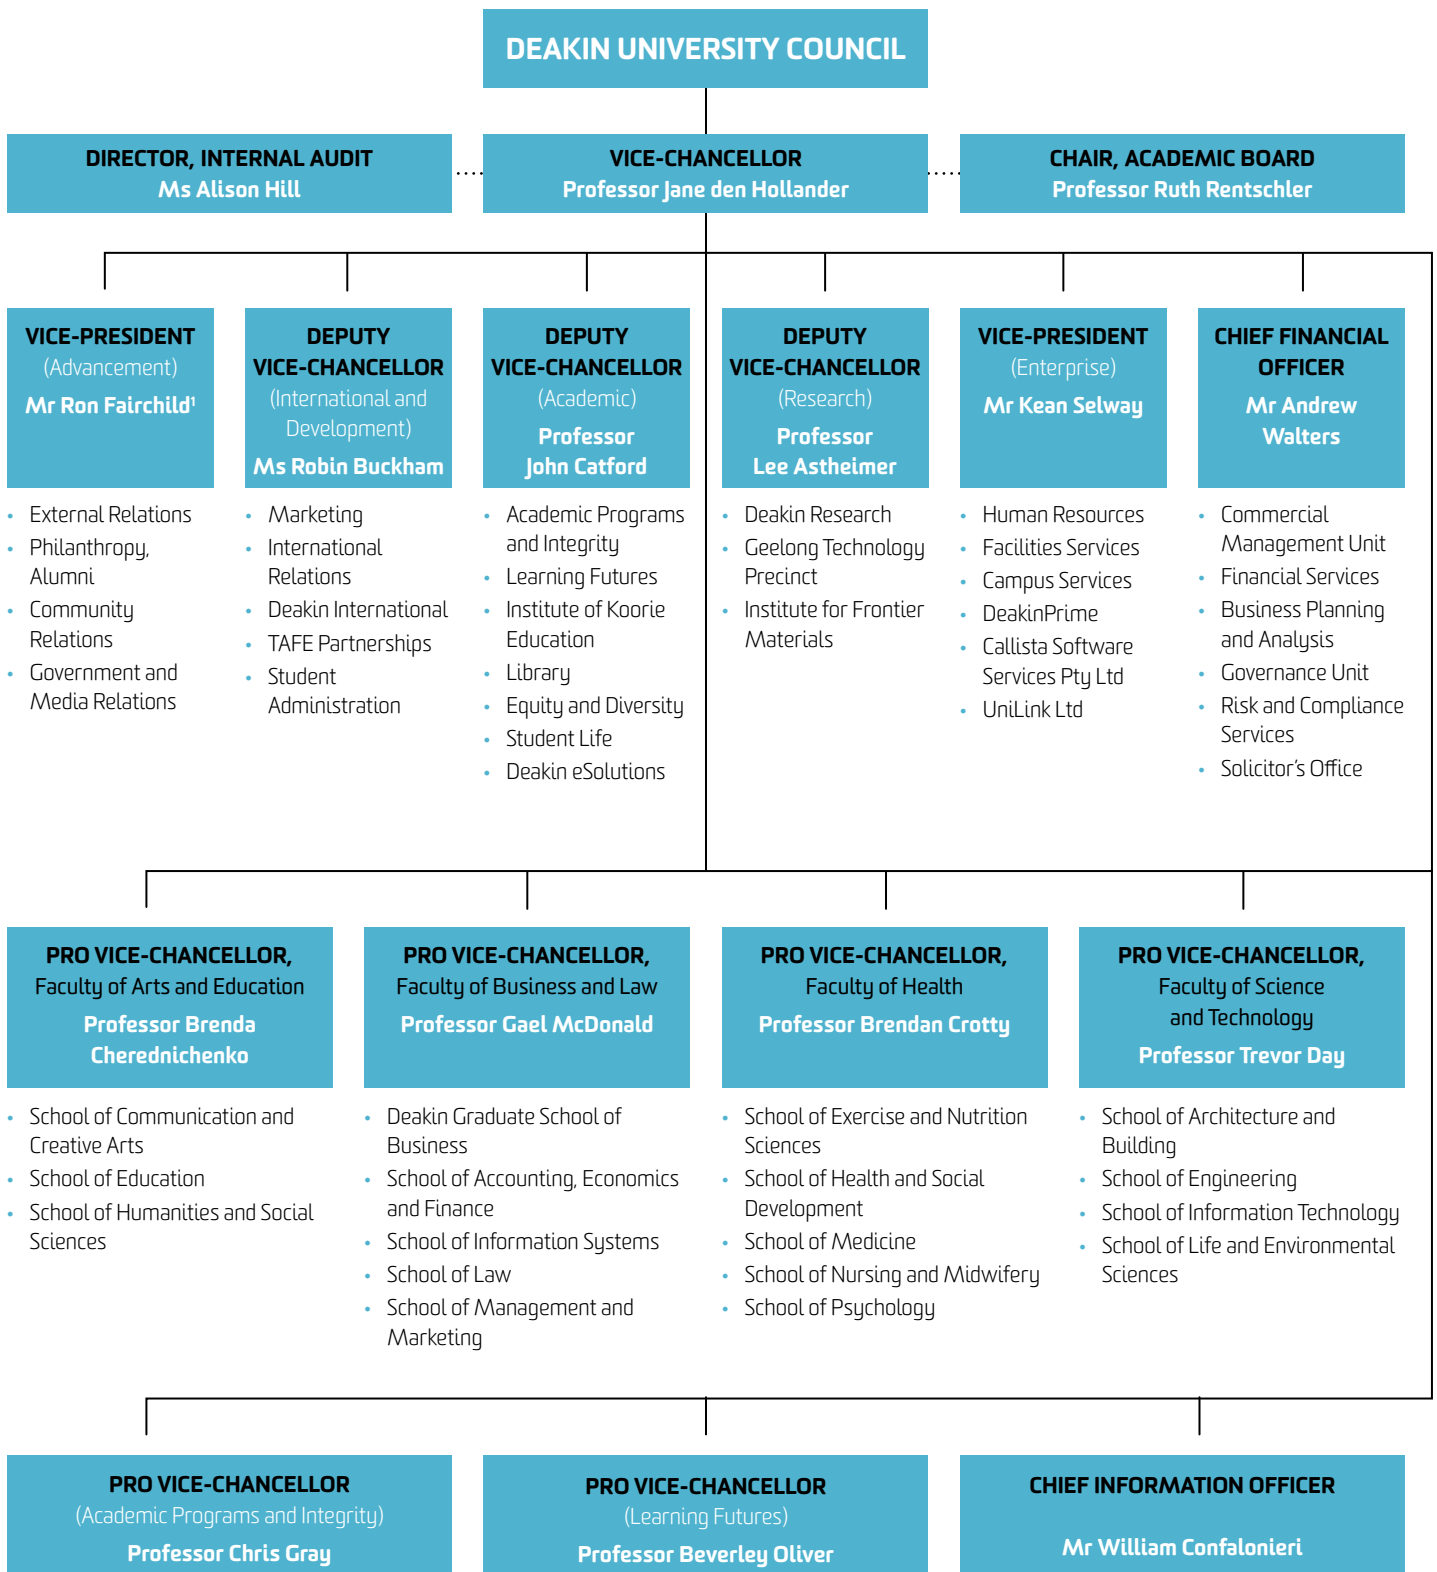 DEAKIN UNIVERSITY COUNCIL
DIRECTOR, INTERNAL AUDIT
Ms Alison Hill
VICE-CHANCELLOR
Professor Jane den Hollander
CHAIR, ACADEMIC BOARD
Professor Ruth Rentschler
VICE-PRESIDENT
(Advancement)
Mr Ron Fairchild¹
• External Relations
• Philanthropy,
Alumni
• Community
Relations
• Government and
Media Relations
DEPUTY
VICE-CHANCELLOR
(International and
Development)
Ms Robin Buckham
• Marketing
• International
Relations
• Deakin International
• TAFE Partnerships
• Student
Administration
DEPUTY
VICE-CHANCELLOR
(Academic)
Professor
John Catford
• Academic Programs
and Integrity
• Learning Futures
• Institute of Koorie
Education
• Library
• Equity and Diversity
• Student Life
• Deakin eSolutions
DEPUTY
VICE-CHANCELLOR
(Research)
Professor
Lee Astheimer
• Deakin Research
• Geelong Technology
Precinct
• Institute for Frontier
Materials
VICE-PRESIDENT
(Enterprise)
Mr Kean Selway
• Human Resources
• Facilities Services
• Campus Services
• DeakinPrime
• Callista Software
Services Pty Ltd
• UniLink Ltd
CHIEF FINANCIAL
OFFICER
Mr Andrew
Walters
• Commercial
Management Unit
• Financial Services
• Business Planning
and Analysis
• Governance Unit
• Risk and Compliance
Services
• Solicitor's Office
PRO VICE-CHANCELLOR,
Faculty of Arts and Education
Professor Brenda
Cherednichenko
• School of Communication and
Creative Arts
• School of Education
• School of Humanities and Social
Sciences
PRO VICE-CHANCELLOR,
Faculty of Business and Law
Professor Gael McDonald
• Deakin Graduate School of
Business
• School of Accounting, Economics
and Finance
• School of Information Systems
• School of Law
• School of Management and
Marketing
PRO VICE-CHANCELLOR,
Faculty of Health
Professor Brendan Crotty
• School of Exercise and Nutrition
Sciences
• School of Health and Social
Development
• School of Medicine
• School of Nursing and Midwifery
• School of Psychology
PRO VICE-CHANCELLOR,
Faculty of Science
and Technology
Professor Trevor Day
• School of Architecture and
Building
• School of Engineering
• School of Information Technology
• School of Life and Environmental
Sciences
PRO VICE-CHANCELLOR
(Academic Programs and Integrity)
Professor Chris Gray
PRO VICE-CHANCELLOR
(Learning Futures)
Professor Beverley Oliver
CHIEF INFORMATION OFFICER
Mr William Confalonieri